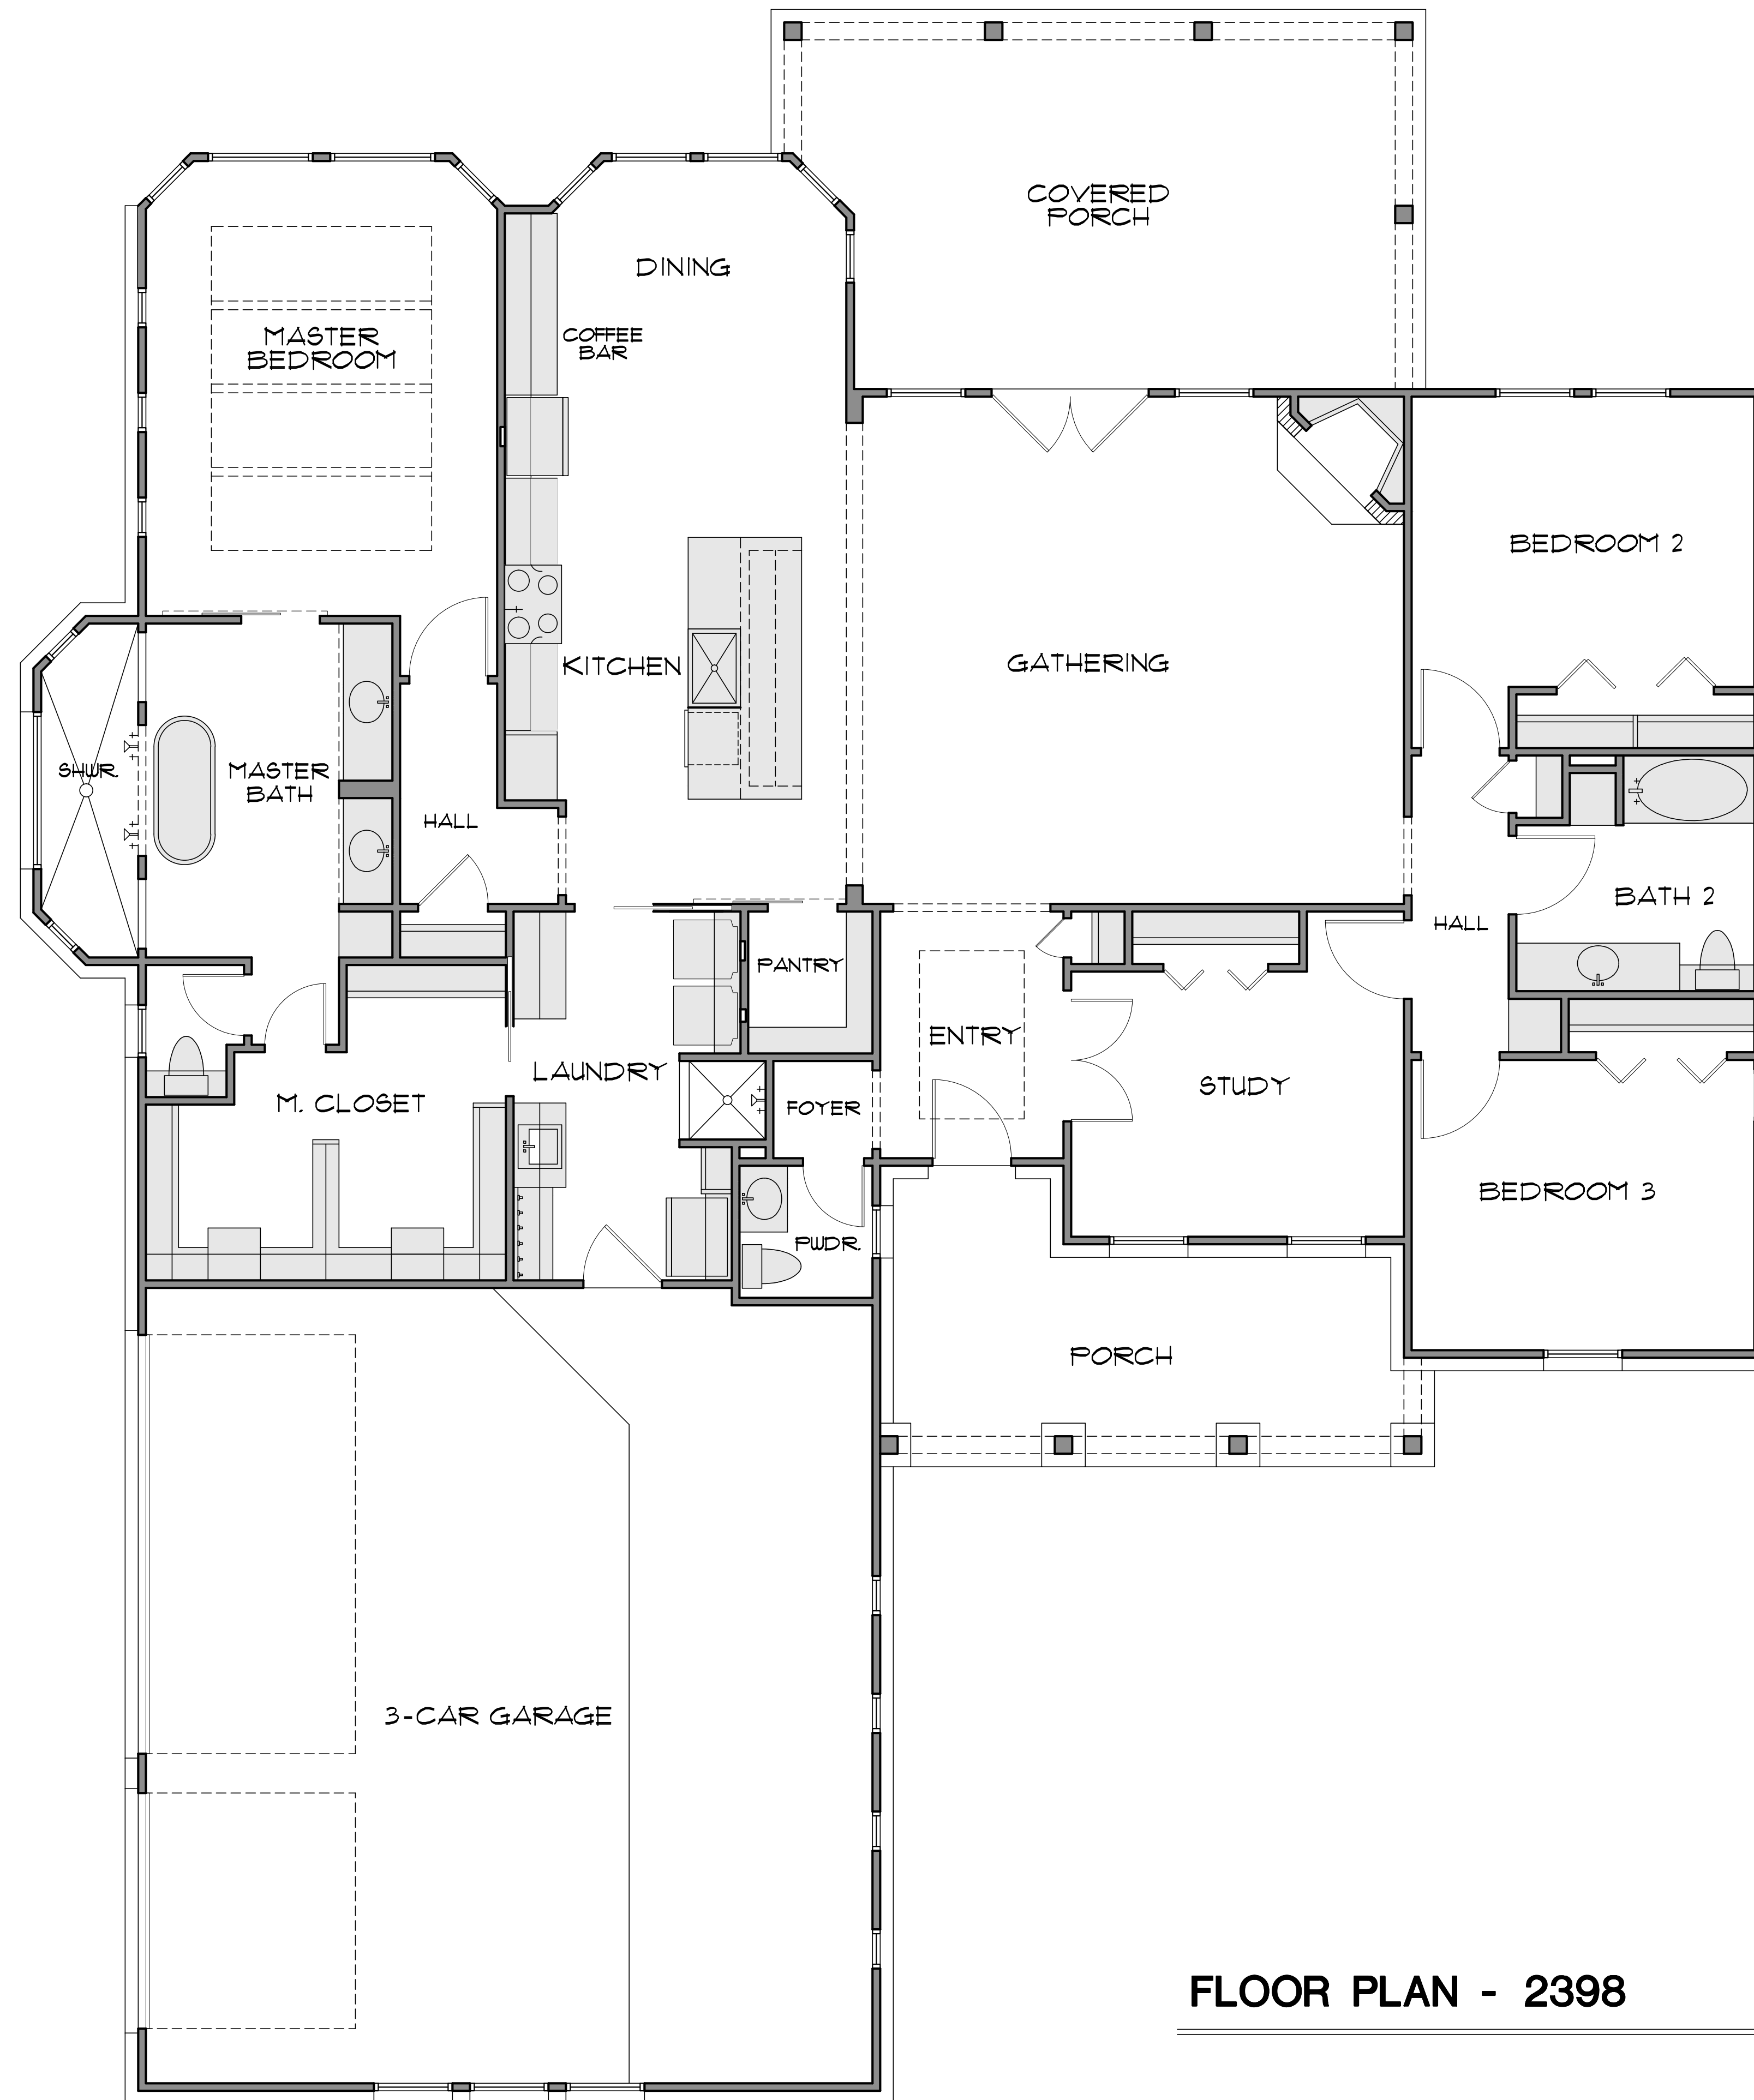 COVERED
PORCH
DINING
MASTER
BEDROOM
COFFEE
BAR
BEDROOM 2
KITCHEN
GATHERING
SHWR.
MASTER
BATH
HALL
BATH 2
HALL
PANTRY
ENTRY
LAUNDRY
STUDY
M. CLOSET
FOYER
BEDROOM 3
PWDR.
PORCH
3-CAR GARAGE
FLOOR PLAN - 2398